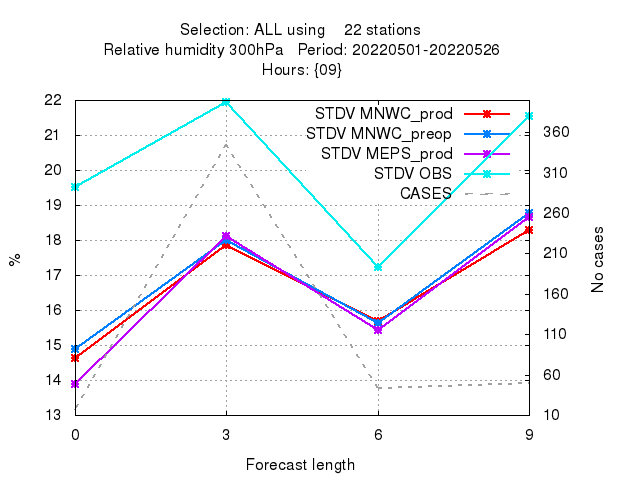 Selection: ALL using    22 stations
Relative humidity 300hPa   Period: 20220501-20220526
Hours: {09}
STDV MNWC_prod
STDV MNWC_preop
STDV MEPS_prod
STDV OBS
CASES
22
21
20
19
18
17
16
15
14
13
%
360
310
260
210
160
110
60
10
No cases
0
3
6
9
Forecast length